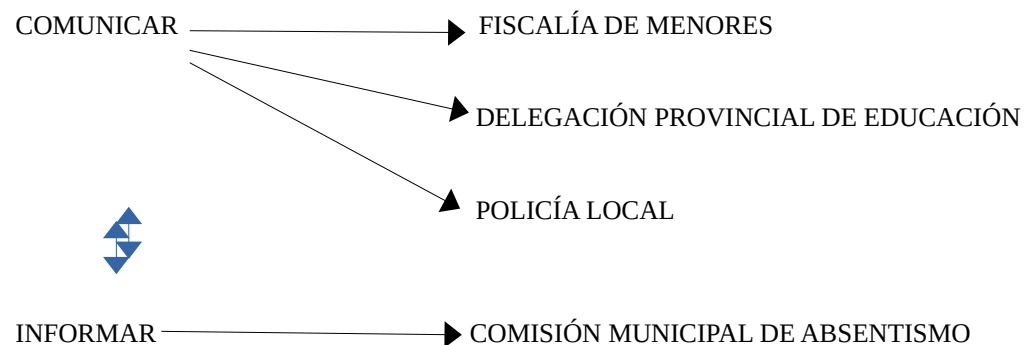 COMUNICAR
FISCALÍA DE MENORES
DELEGACIÓN PROVINCIAL DE EDUCACIÓN
POLICÍA LOCAL
INFORMAR
COMISIÓN MUNICIPAL DE ABSENTISMO